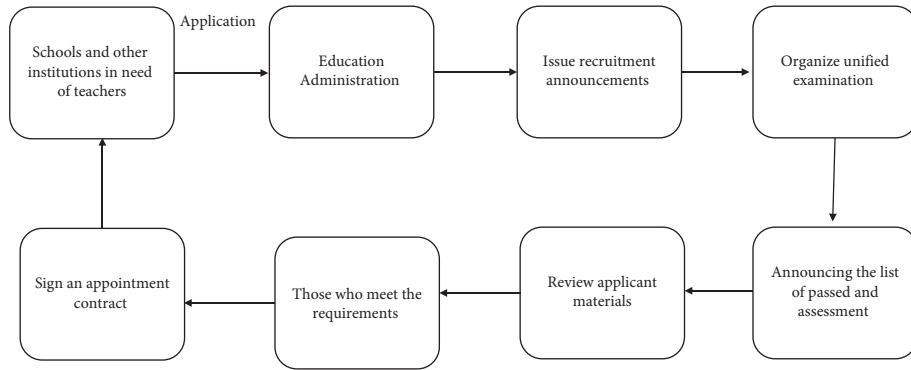 Schools and other
institutions in need
of teachers
Application
Education
Administration
Issue recruitment
announcements
Organize unified
examination
Announcing the list
of passed and
assessment
Review applicant
materials
Those who meet the
requirements
Sign an appointment
contract